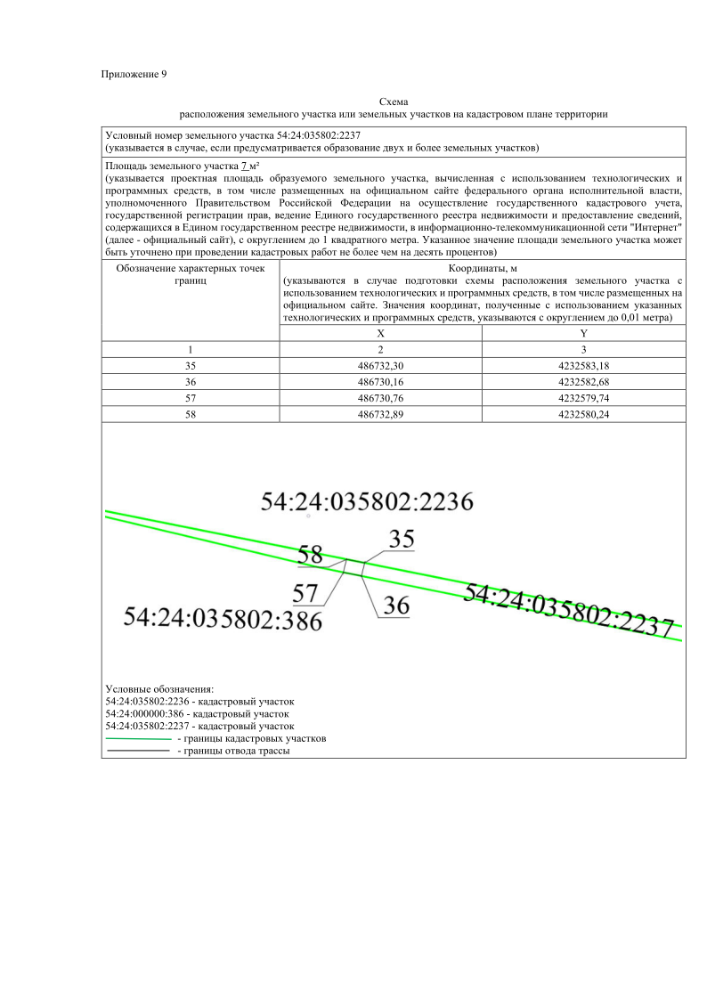 Приложение 9
Схема
расположения земельного участка или земельных участков на кадастровом плане территории
Условный номер земельного участка 54:24:035802:2237
(указывается в случае, если предусматривается образование двух и более земельных участков)
Площадь земельного участка 7 м²
(указывается проектная площадь образуемого земельного участка, вычисленная с использованием технологических и
программных средств, в том числе размещенных на официальном сайте федерального органа исполнительной власти,
уполномоченного Правительством Российской Федерации на осуществление государственного кадастрового учета,
государственной регистрации прав, ведение Единого государственного реестра недвижимости и предоставление сведений,
содержащихся в Едином государственном реестре недвижимости, в информационно-телекоммуникационной сети "Интернет"
(далее - официальный сайт), с округлением до 1 квадратного метра. Указанное значение площади земельного участка может
быть уточнено при проведении кадастровых работ не более чем на десять процентов)
Обозначение характерных точек
границ
Координаты, м
(указываются в случае подготовки схемы расположения земельного участка с
использованием технологических и программных средств, в том числе размещенных на
официальном сайте. Значения координат, полученные с использованием указанных
технологических и программных средств, указываются с округлением до 0,01 метра)
X Y
1 2 3
35 486732,30 4232583,18
36 486730,16 4232582,68
57 486730,76 4232579,74
58 486732,89 4232580,24
54:24:035802:2236
35
58
57
36
54:24:035802:2237
54:24:035802:386
Условные обозначения:
54:24:035802:2236 - кадастровый участок
54:24:000000:386 - кадастровый участок
54:24:035802:2237 - кадастровый участок
- границы кадастровых участков
- границы отвода трассы